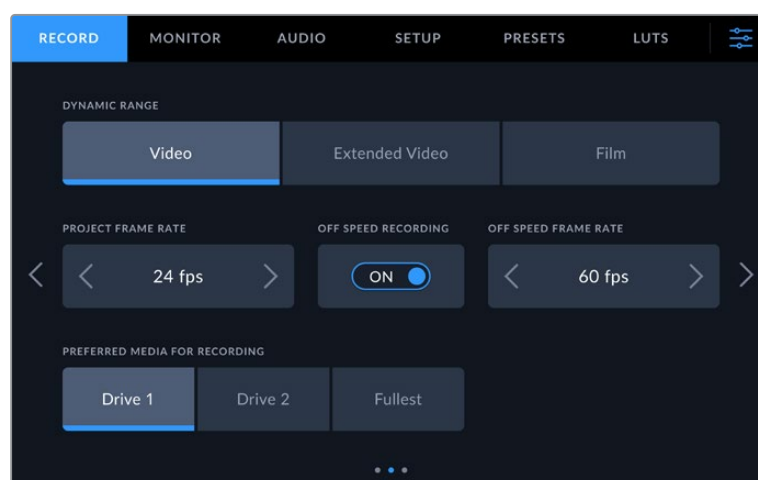 RECORD MONITOR AUDIO SETUP PRESETS LUTS
DYNAMIC RANGE
Video Extended Video Film
PROJECT FRAME RATE OFF SPEED RECORDING OFF SPEED FRAME RATE
24 fps ON 60 fps
PREFERRED MEDIA FOR RECORDING
Drive 1 Drive 2 Fullest